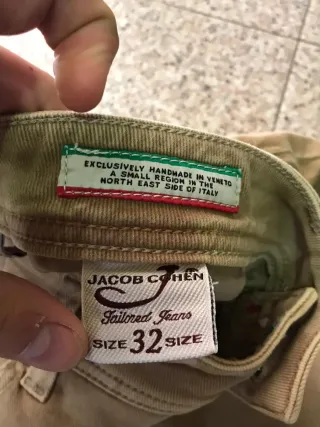 EXCLUSIVELY HANDMADE IN VENETO
A SMALL REGION IN THE
NORTH EAST SIDE OF ITALY
JACOB COHËN
J
Tailored Jeans
SIZE 32 SIZE